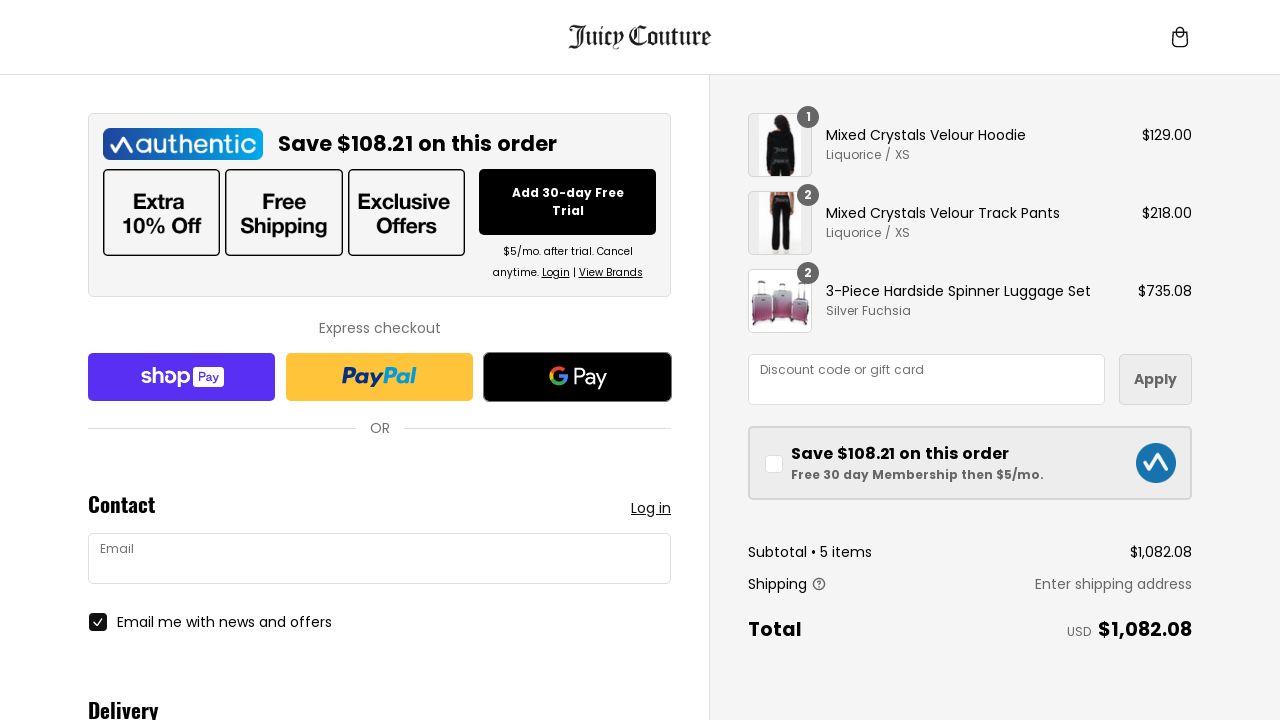 Juicy Couture
authentic Save $108.21 on this order
Extra
10% Off
Free
Shipping
Exclusive
Offers
Add 30-day Free
Trial
$5/mo. after trial. Cancel
anytime. Login | View Brands
Express checkout
shop Pay
PayPal
G Pay
OR
Contact
Log in
Email
Email me with news and offers
Delivery
1
Mixed Crystals Velour Hoodie
$129.00
Liquorice / XS
2
Mixed Crystals Velour Track Pants
$218.00
Liquorice / XS
2
3-Piece Hardside Spinner Luggage Set
$735.08
Silver Fuchsia
Discount code or gift card
Apply
Save $108.21 on this order
Free 30 day Membership then $5/mo.
Subtotal • 5 items
$1,082.08
Shipping
Enter shipping address
Total
USD $1,082.08